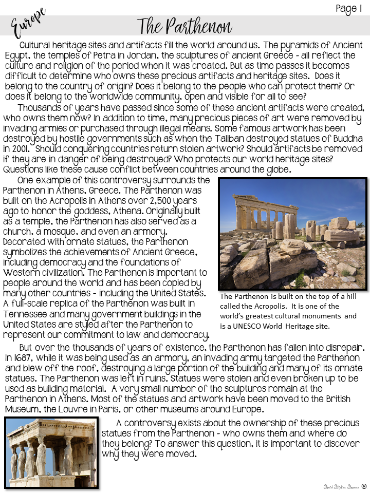 Page 1
Europe
The Parthenon
Cultural heritage sites and artifacts fill the world around us. The pyramids of Ancient
Egypt, the temples of Petra in Jordan, the sculptures of ancient Greece - all reflect the
culture and religion of the period when it was created. But as time passes it becomes
difficult to determine who owns these precious artifacts and heritage sites. Does it
belong to the country of origin? Does it belong to the people who can protect them? Or
does it belong to the worldwide community, open and visible for all to see?
Thousands of years have passed since some of these ancient artifacts were created,
who owns them now? In addition to time, many precious pieces of art were removed by
invading armies or purchased through illegal means. Some famous artwork has been
destroyed by hostile governments such as when the Taliban destroyed statues of Buddha
in 2001. Should conquering countries return stolen artwork? Should artifacts be removed
if they are in danger of being destroyed? Who protects our world heritage sites?
Questions like these cause conflict between countries around the globe.
One example of this controversy surrounds the
Parthenon in Athens, Greece. The Parthenon was
built on the Acropolis in Athens over 2,500 years
ago to honor the goddess, Athena. Originally built
as a temple, the Parthenon has also served as a
church, a mosque, and even an armory.
Decorated with ornate statues, the Parthenon
symbolizes the achievements of Ancient Greece,
including democracy and the foundations of
Western civilization. The Parthenon is important to
people around the world and has been copied by
many other countries - including the United States.
A full-scale replica of the Parthenon was built in
Tennessee and many government buildings in the
United States are styled after the Parthenon to
represent our commitment to law and democracy.
The Parthenon is built on the top of a hill
called the Acropolis. It is one of the
world's greatest cultural monuments and
is a UNESCO World Heritage site.
But over the thousands of years of existence, the Parthenon has fallen into disrepair.
In 1687, while it was being used as an armory, an invading army targeted the Parthenon
and blew off the roof, destroying a large portion of the building and many of its ornate
statues. The Parthenon was left in ruins. Statues were stolen and even broken up to be
used as building material. A very small number of the sculptures remain at the
Parthenon in Athens. Most of the statues and artwork have been moved to the British
Museum, the Louvre in Paris, or other museums around Europe.
A controversy exists about the ownership of these precious
statues from the Parthenon - who owns them and where do
they belong? To answer this question, it is important to discover
why they were moved.